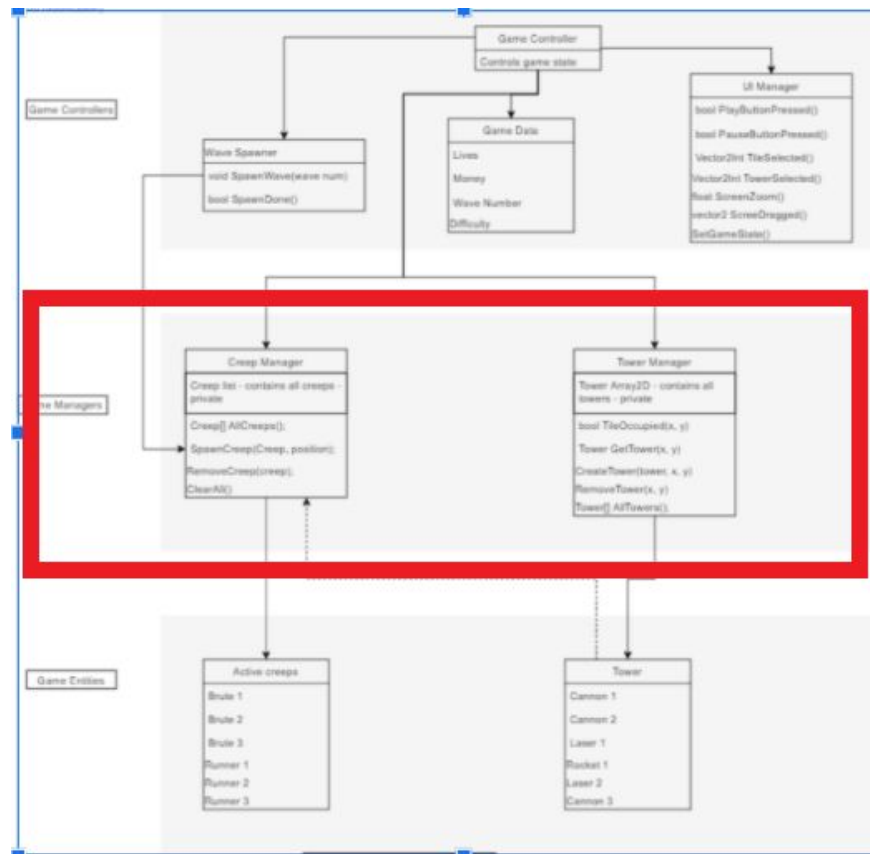 Game Controller
Controls game state
UI Manager
bool PlayButtonPressed()
bool PauseButtonPressed()
Vector2Int TileSelected()
Vector2Int TowerSelected()
float ScreenZoom()
vector2 ScreeDragged()
SetGameState()
Game Controllers
Game Data
Lives
Money
Wave Number
Difficulty
Wave Spawner
void SpawnWave(wave num)
bool SpawnDone()
me Managers
Creep Manager
Creep list - contains all creeps -
private
Creep[] AllCreeps();
SpawnCreep(Creep, position);
RemoveCreep(creep);
ClearAll()
Tower Manager
Tower Array2D - contains all
towers - private
bool TileOccupied(x, y)
Tower GetTower(x, y)
CreateTower(tower, x, y)
RemoveTower(x, y)
Tower[] AllTowers();
Game Entities
Active creeps
Brute 1
Brute 2
Brute 3
Runner 1
Runner 2
Runner 3
Tower
Cannon 1
Cannon 2
Laser 1
Rocket 1
Laser 2
Cannon 3